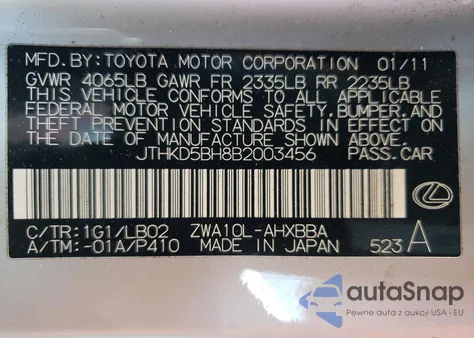 MFD. BY: TOYOTA MOTOR CORPORATION 01/11
GVWR 4065LB GAWR FR 2335LB RR 2235LB
THIS VEHICLE CONFORMS TO ALL APPLICABLE
FEDERAL MOTOR VEHICLE SAFETY, BUMPER, AND
THEFT PREVENTION STANDARDS IN EFFECT ON
THE DATE OF MANUFACTURE SHOWN ABOVE.
JTHKD5BH8B2003456 PASS. CAR
C/TR: 1G1/LB02 ZWA10L-AHXBBA
A/TM: -01A/P410 MADE IN JAPAN 523 A
autoSnap
Pewne auta z aukcji USA i EU